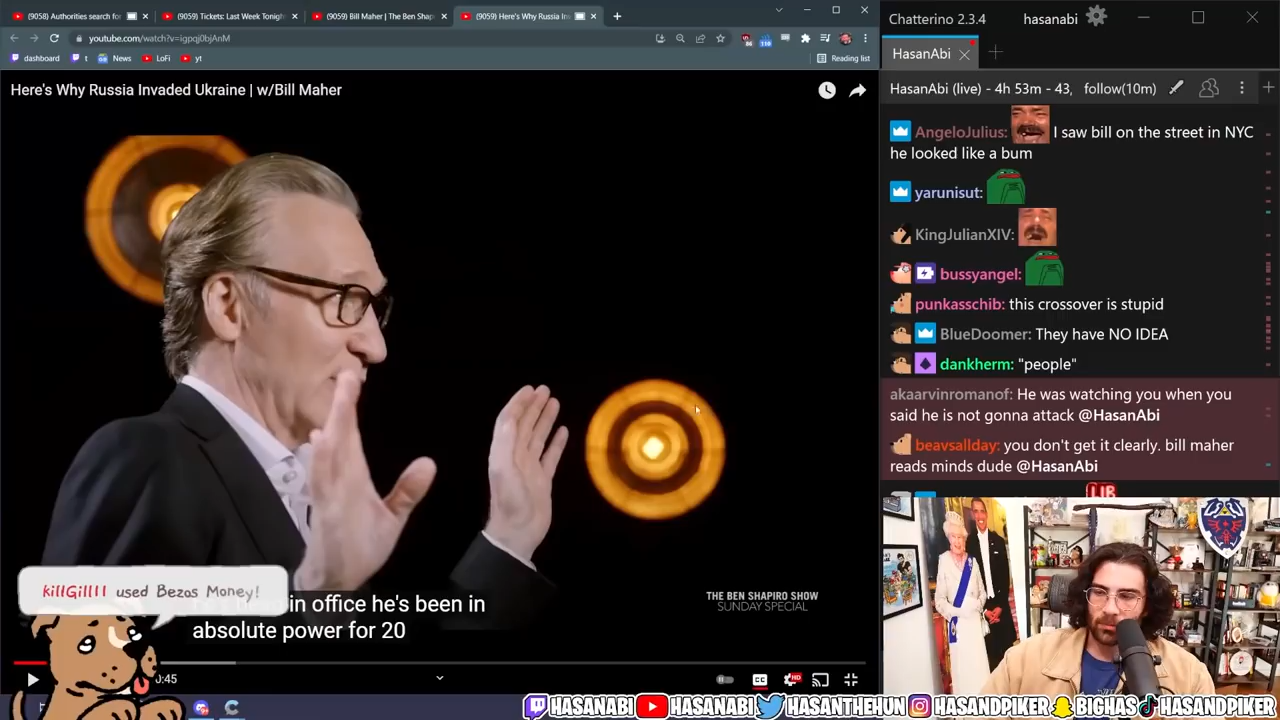 (9058) Authorities search for
(9059) Tickets: Last Week Tonigh
(9059) Bill Maher | The Ben Shap
(9059) Here's Why Russia In
youtube.com/watch?v=igpqj0bjAnM
dashboard
t
News
LoFi
yt
Reading list
Here's Why Russia Invaded Ukraine | w/Bill Maher
in office he's been in
absolute power for 20
THE BEN SHAPIRO SHOW
SUNDAY SPECIAL
killGill11 used Bezos Money!
0:45
CC
HD
Chatterino 2.3.4
hasanabi
HasanAbi
HasanAbi (live) - 4h 53m - 43,
follow(10m)
AngeloJulius: I saw bill on the street in NYC
he looked like a bum
yarunisut:
KingJulianXIV:
bussyangel:
punkasschib: this crossover is stupid
BlueDoomer: They have NO IDEA
dankherm: "people"
akaarvinromanof: He was watching you when you
said he is not gonna attack @HasanAbi
beavsallday: you don't get it clearly. bill maher
reads minds dude @HasanAbi
LIB
HASANABI
HASANABI
HASANTHEHUN
HASANDPIKER
BIGHAS
HASANDPIKER